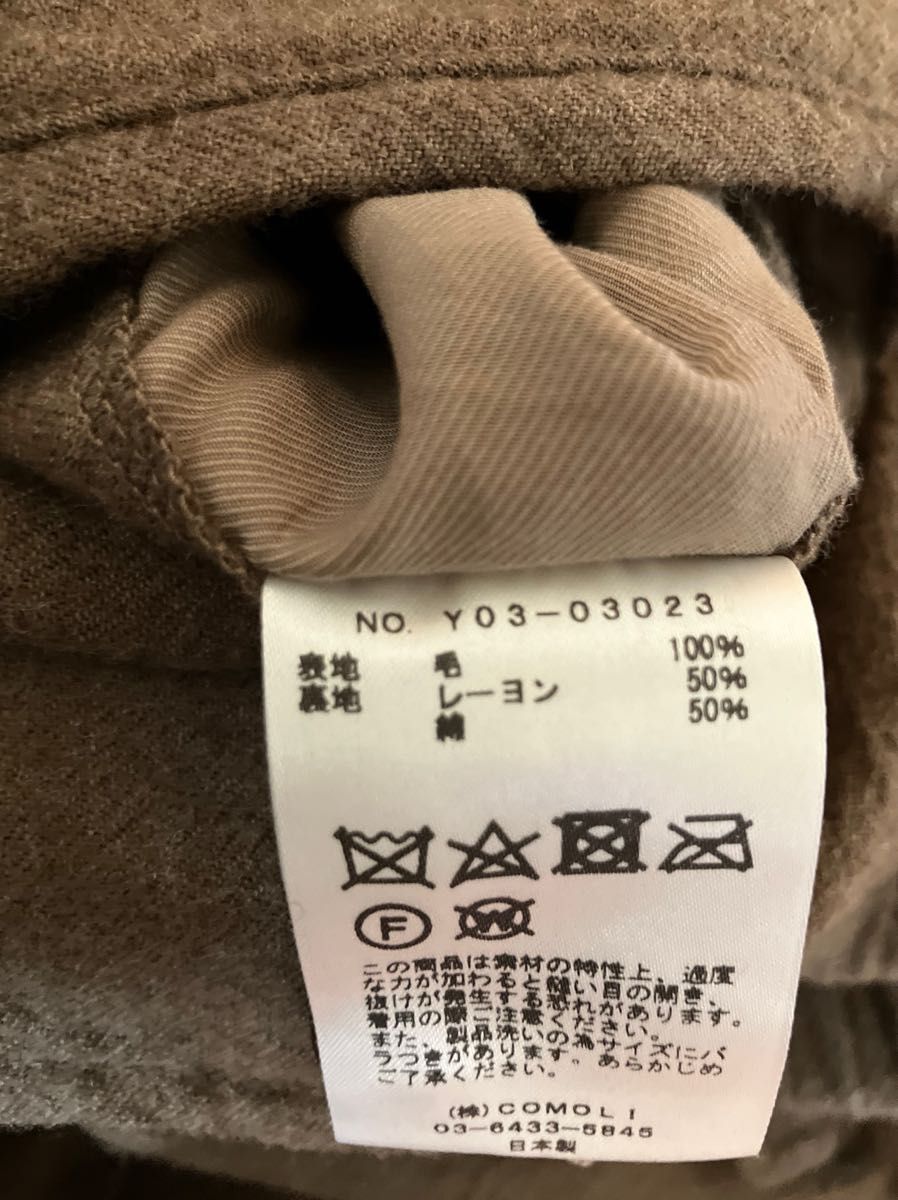 NO. Y03-03023
表地 毛 100%
裏地 レーヨン 50%
綿 50%
F
W
この商品は素材の特性上、過度
な力が加わると縫い目の開き、
抜けが発生する恐れがあります。
着用の際ご注意ください。
また、製品洗いの為サイズにバ
ラつきがあります。あらかじめ
ご了承ください。
(株)COMOLI
03-6433-5845
日本製